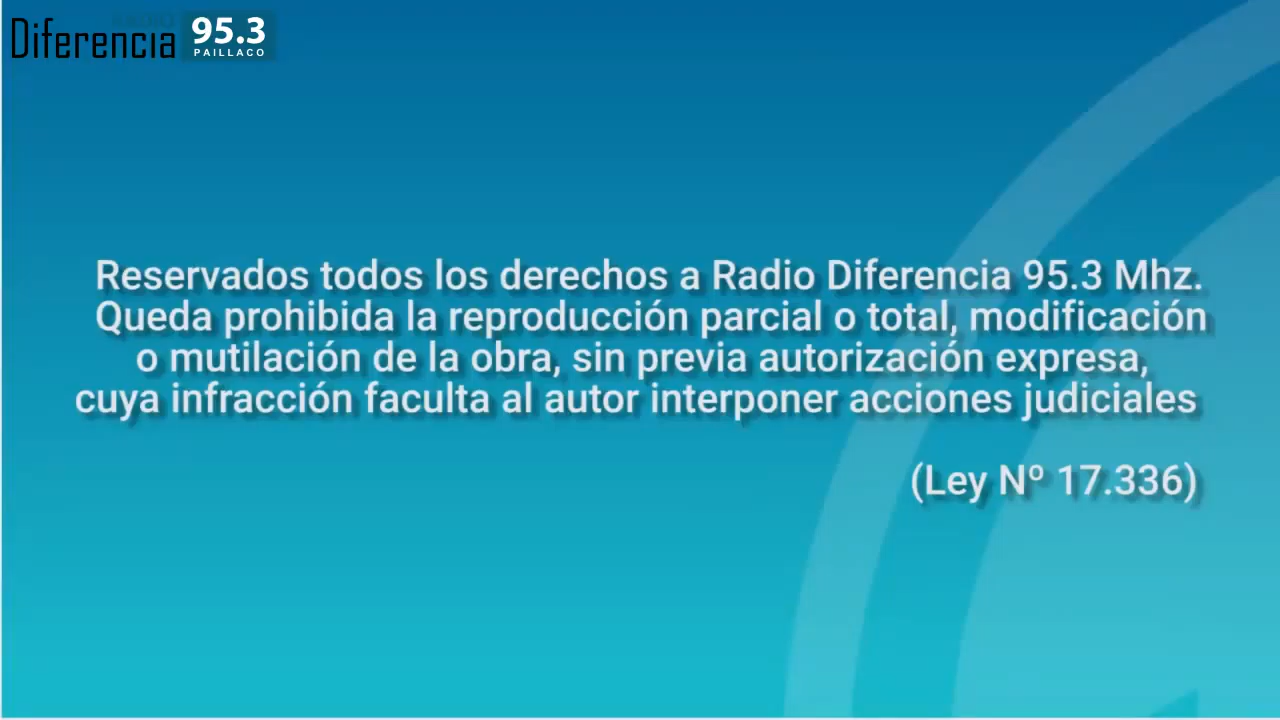 RADIO
Diferencia 95.3
PAILLACO
Reservados todos los derechos a Radio Diferencia 95.3 Mhz.
Queda prohibida la reproducción parcial o total, modificación
o mutilación de la obra, sin previa autorización expresa,
cuya infracción faculta al autor interponer acciones judiciales
(Ley Nº 17.336)